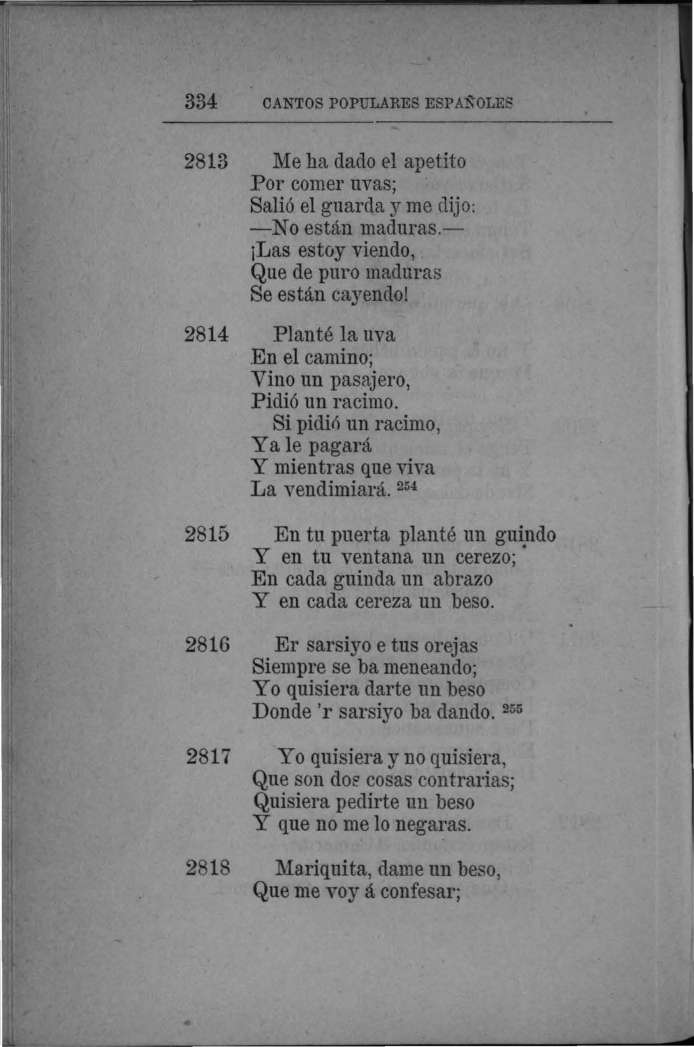 334 CANTOS POPULARES ESPAÑOLES
2813 Me ha dado el apetito
Por comer uvas;
Salió el guarda y me dijo:
—No están maduras.—
¡Las estoy viendo,
Que de puro maduras
Se están cayendo!
2814 Planté la uva
En el camino;
Vino un pasajero,
Pidió un racimo.
Si pidió un racimo,
Ya le pagará
Y mientras que viva
La vendimiará. 254
2815 En tu puerta planté un guindo
Y en tu ventana un cerezo;
En cada guinda un abrazo
Y en cada cereza un beso.
2816 Er sarsiyo e tus orejas
Siempre se ba meneando;
Yo quisiera darte un beso
Donde 'r sarsiyo ba dando. 255
2817 Yo quisiera y no quisiera,
Que son dos cosas contrarias;
Quisiera pedirte un beso
Y que no me lo negaras.
2818 Mariquita, dame un beso,
Que me voy á confesar;